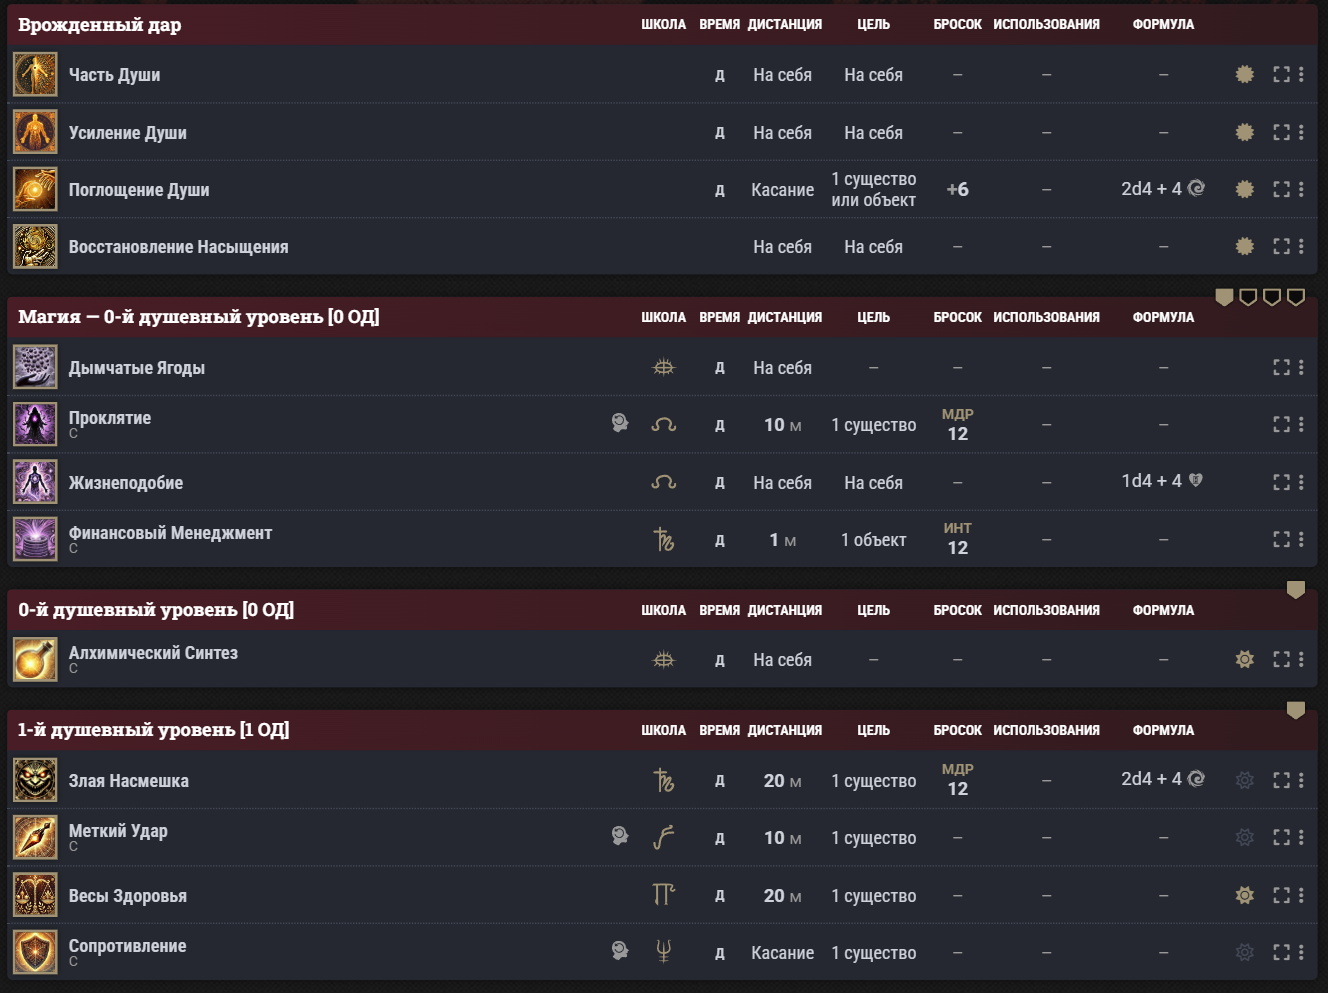 Врожденный дар ШКОЛА ВРЕМЯ ДИСТАНЦИЯ ЦЕЛЬ БРОСОК ИСПОЛЬЗОВАНИЯ ФОРМУЛА
Часть Души Д На себя На себя – – –
Усиление Души Д На себя На себя – – –
Поглощение Души Д Касание 1 существо или объект +6 – 2d4 + 4
Восстановление Насыщения На себя На себя – – –
Магия — 0-й душевный уровень [0 ОД] ШКОЛА ВРЕМЯ ДИСТАНЦИЯ ЦЕЛЬ БРОСОК ИСПОЛЬЗОВАНИЯ ФОРМУЛА
Дымчатые Ягоды Д На себя – – – –
Проклятие Д 10 м 1 существо МДР 12 – –
С
Жизнеподобие Д На себя На себя – – 1d4 + 4
Финансовый Менеджмент Д 1 м 1 объект ИНТ 12 – –
С
0-й душевный уровень [0 ОД] ШКОЛА ВРЕМЯ ДИСТАНЦИЯ ЦЕЛЬ БРОСОК ИСПОЛЬЗОВАНИЯ ФОРМУЛА
Алхимический Синтез Д На себя – – – –
С
1-й душевный уровень [1 ОД] ШКОЛА ВРЕМЯ ДИСТАНЦИЯ ЦЕЛЬ БРОСОК ИСПОЛЬЗОВАНИЯ ФОРМУЛА
Злая Насмешка Д 20 м 1 существо МДР 12 – 2d4 + 4
Меткий Удар Д 10 м 1 существо – – –
С
Весы Здоровья Д 20 м 1 существо – – –
Сопротивление Д Касание 1 существо – – –
С